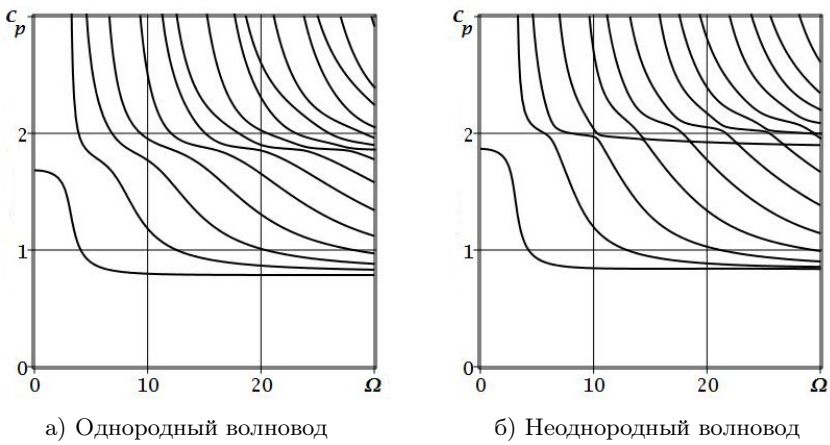 c_p
2
1
0
0 10 20 Ω
а) Однородный волновод
c_p
2
1
0
0 10 20 Ω
б) Неоднородный волновод